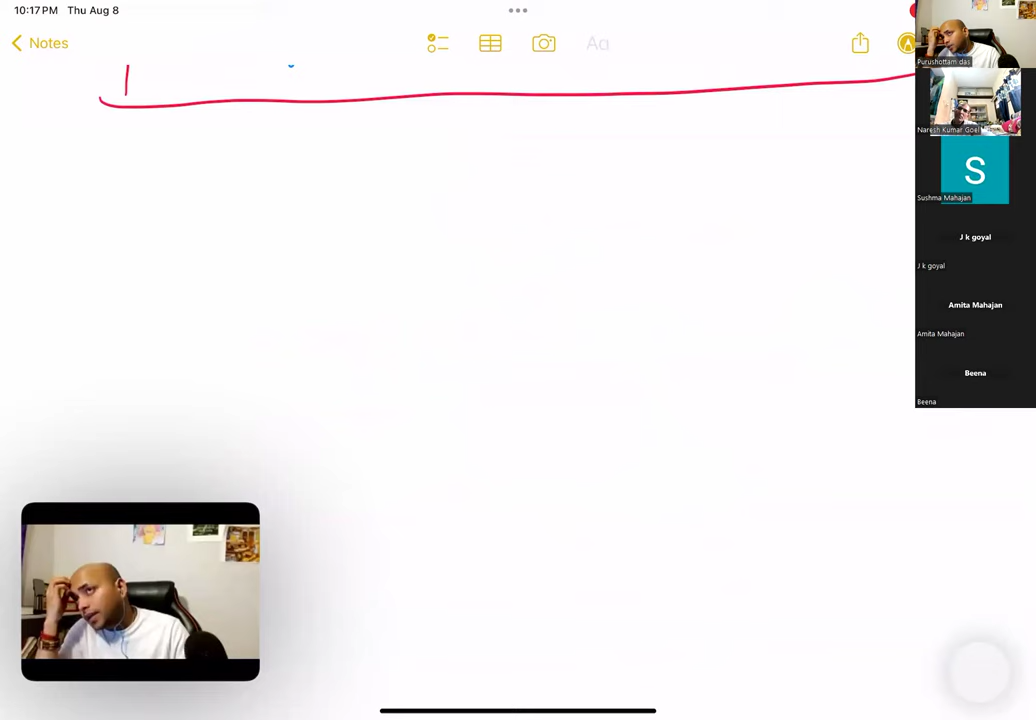 10:17 PM Thu Aug 8
Notes
Aa
Purushottam das
Naresh Kumar Goel
S
Sushma Mahajan
J k goyal
J k goyal
Amita Mahajan
Amita Mahajan
Beena
Beena